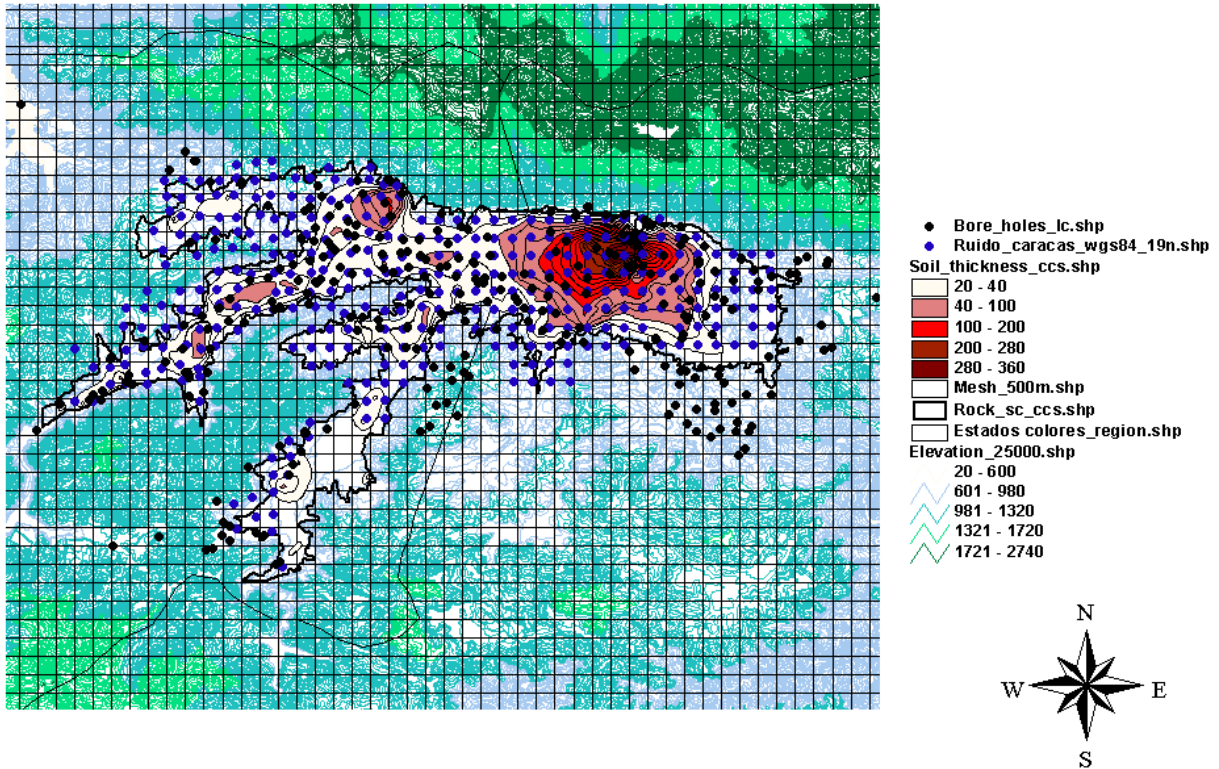 Bore_holes_lc.shp
Ruido_caracas_wgs84_19n.shp
Soil_thickness_ccs.shp
20 - 40
40 - 100
100 - 200
200 - 280
280 - 360
Mesh_500m.shp
Rock_sc_ccs.shp
Estados colores_region.shp
Elevation_25000.shp
20 - 600
601 - 980
981 - 1320
1321 - 1720
1721 - 2740
N
W E
S